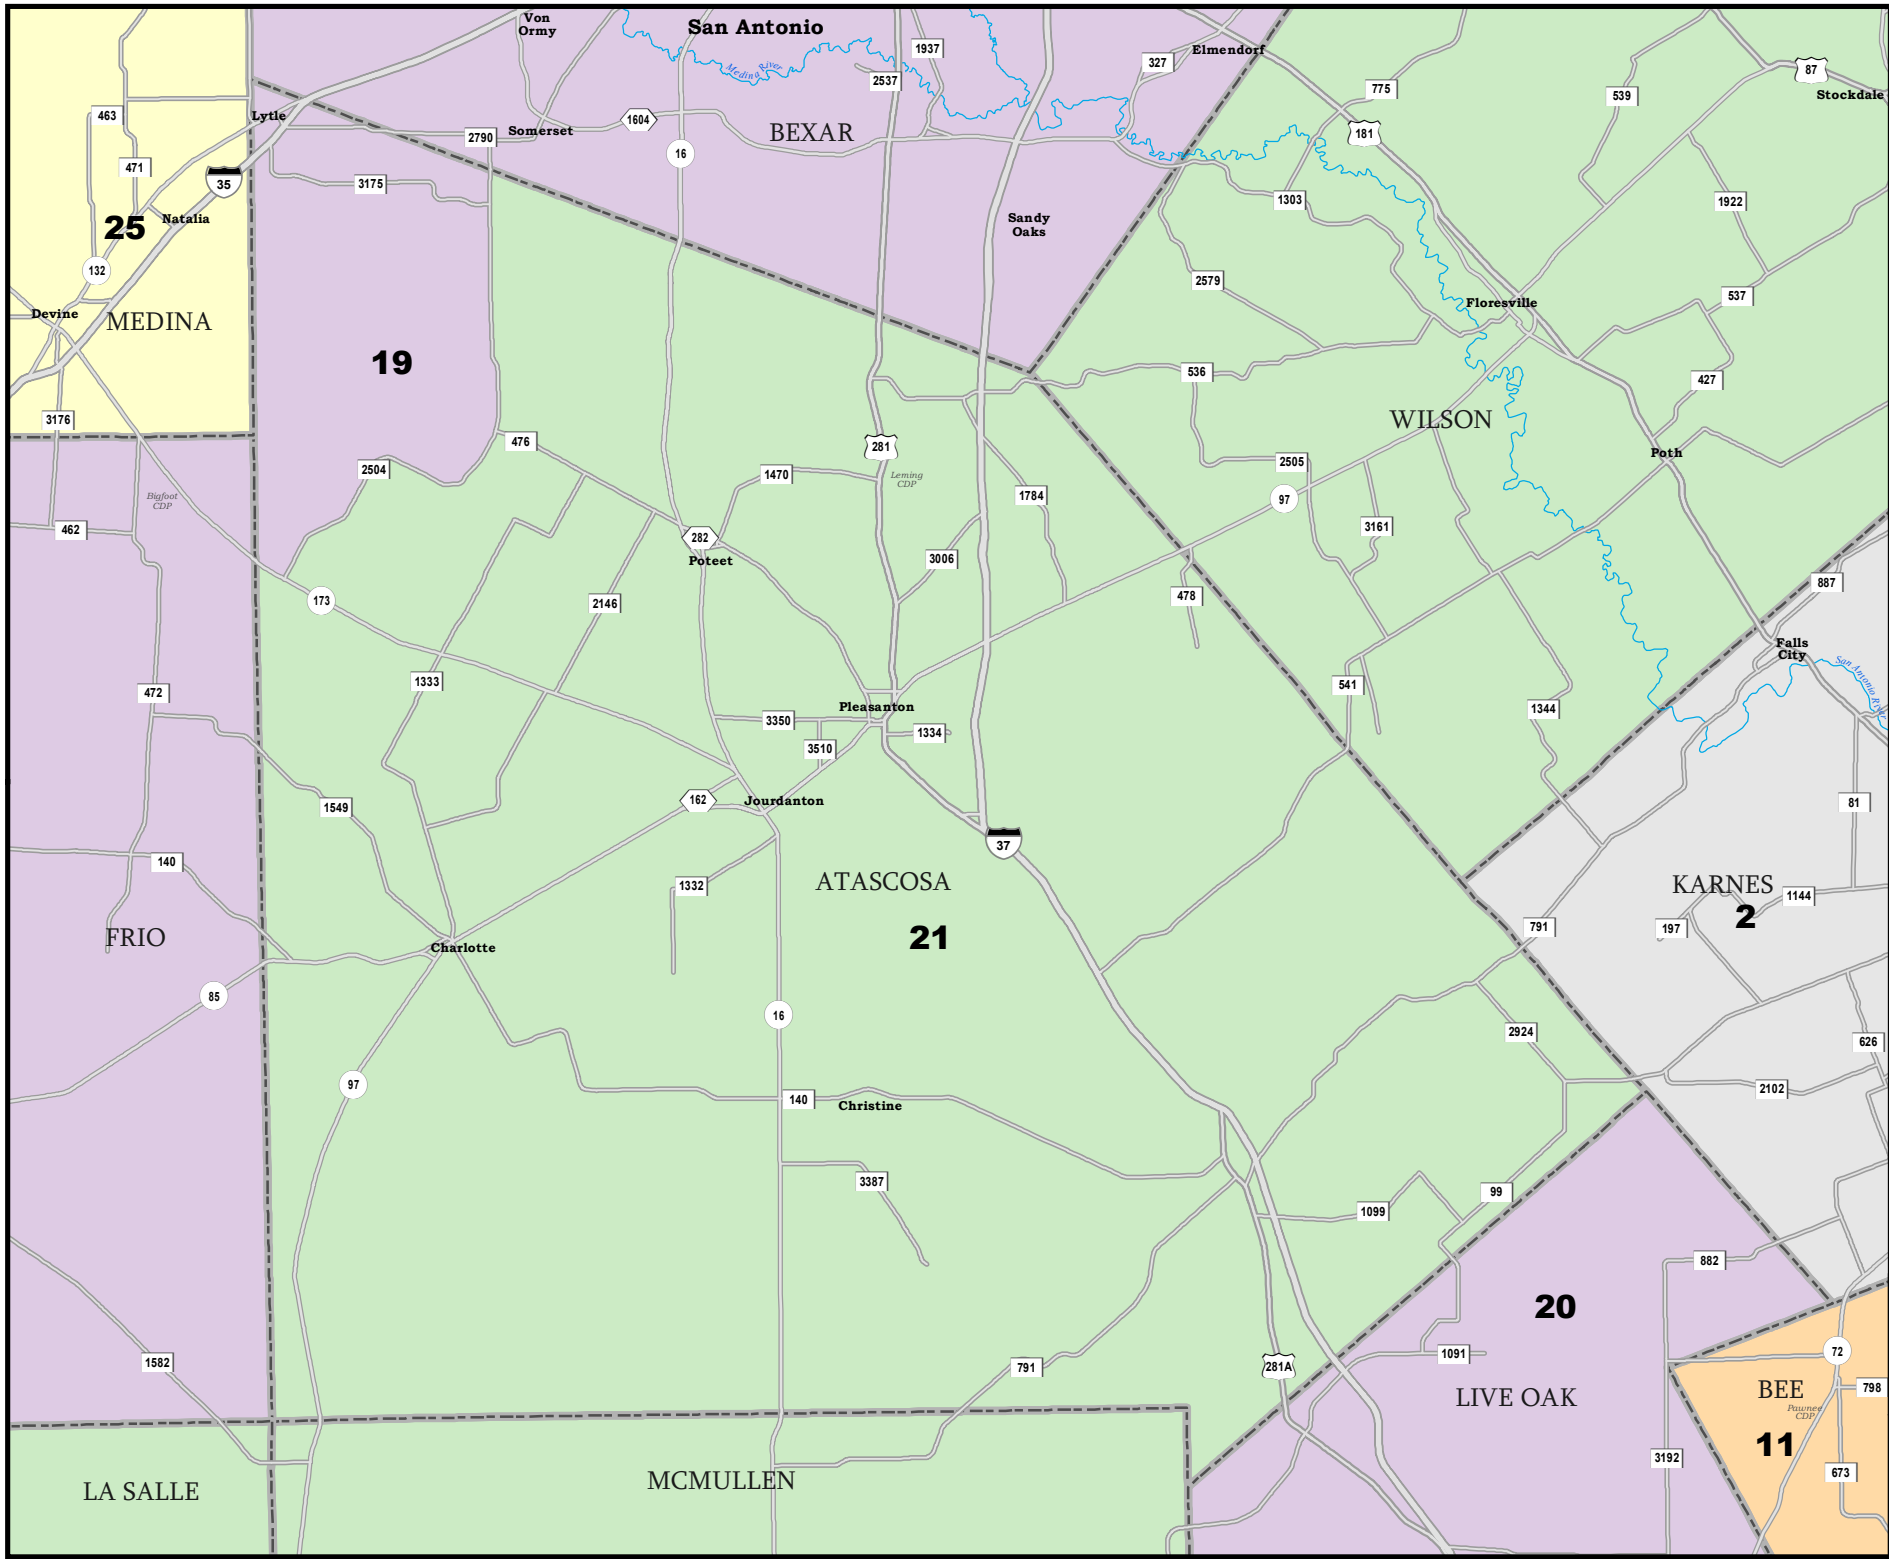 Von
Ormy
San Antonio
1937
Elmendorf
327
87
Medina River
2537
775
539
Stockdale
463
Lytle
1604
BEXAR
181
2790
Somerset
16
471
35
3175
1303
1922
25
Natalia
Sandy
Oaks
132
2579
537
Devine
MEDINA
Floresville
19
536
427
3176
WILSON
476
281
2504
1470
Leming
CDP
2505
Poth
Bigfoot
CDP
1784
97
462
282
3161
Poteet
3006
887
173
2146
478
Falls
City
San Antonio River
1333
472
541
Pleasanton
1344
3350
1334
3510
1549
162
Jourdanton
81
37
140
1332
ATASCOSA
KARNES
1144
2
FRIO
21
791
197
Charlotte
85
16
2924
626
97
140
Christine
2102
3387
99
1099
882
20
1582
791
281A
1091
72
LIVE OAK
BEE
798
Pawnee
CDP
11
3192
673
LA SALLE
MCMULLEN